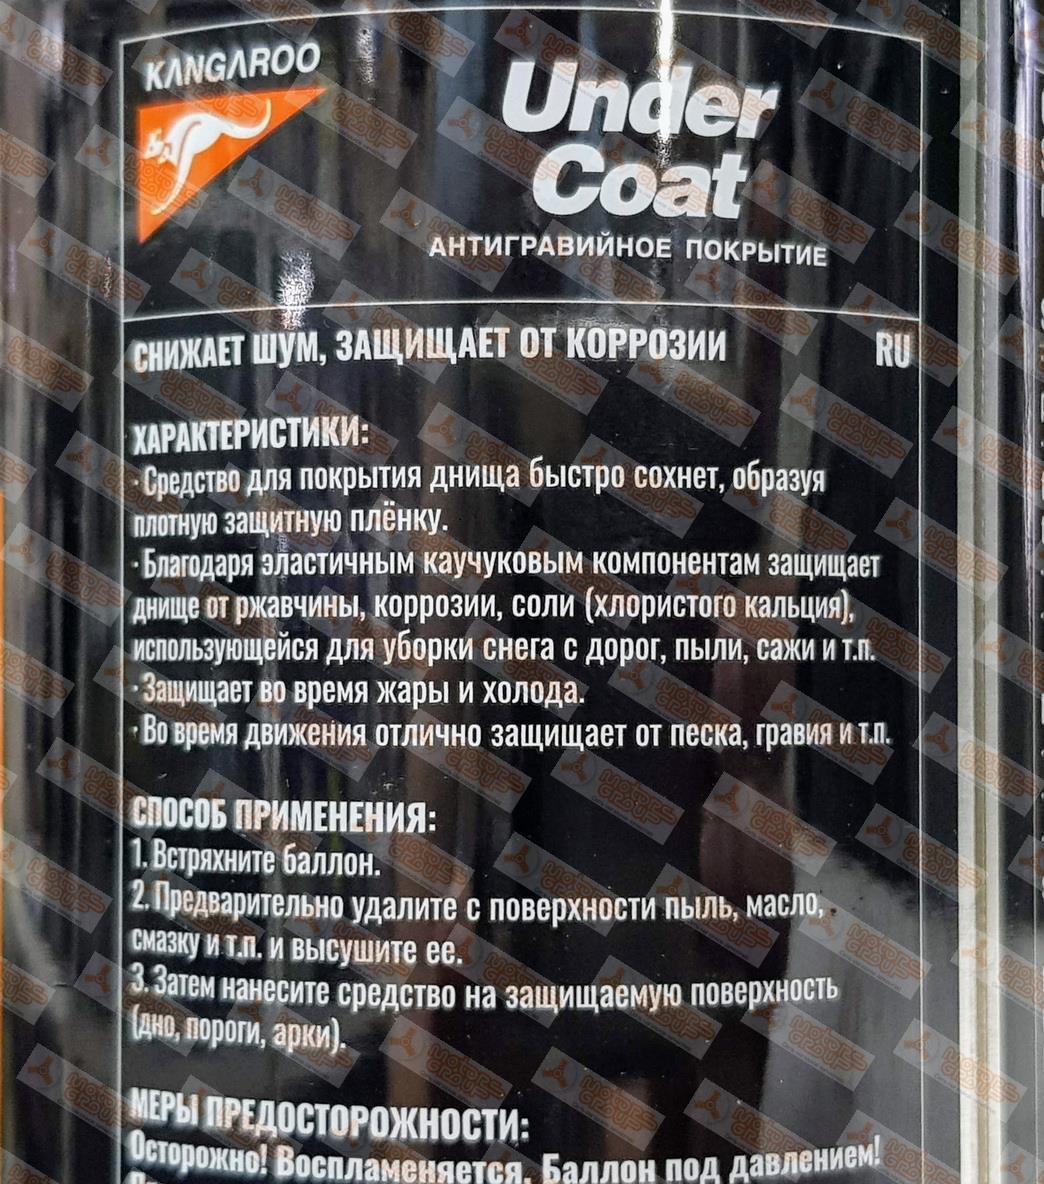 KANGAROO
Under
Coat
АНТИГРАВИЙНОЕ ПОКРЫТИЕ
СНИЖАЕТ ШУМ, ЗАЩИЩАЕТ ОТ КОРРОЗИИ RU
ХАРАКТЕРИСТИКИ:
·Средство для покрытия днища быстро сохнет, образуя
плотную защитную плёнку.
·Благодаря эластичным каучуковым компонентам защищает
днище от ржавчины, коррозии, соли (хлористого кальция),
использующейся для уборки снега с дорог, пыли, сажи и т.п.
·Защищает во время жары и холода.
·Во время движения отлично защищает от песка, гравия и т.п.
СПОСОБ ПРИМЕНЕНИЯ:
1. Встряхните баллон.
2. Предварительно удалите с поверхности пыль, масло,
смазку и т.п. и высушите ее.
3. Затем нанесите средство на защищаемую поверхность
(дно, пороги, арки).
МЕРЫ ПРЕДОСТОРОЖНОСТИ:
Осторожно! Воспламеняется. Баллон под давлением!